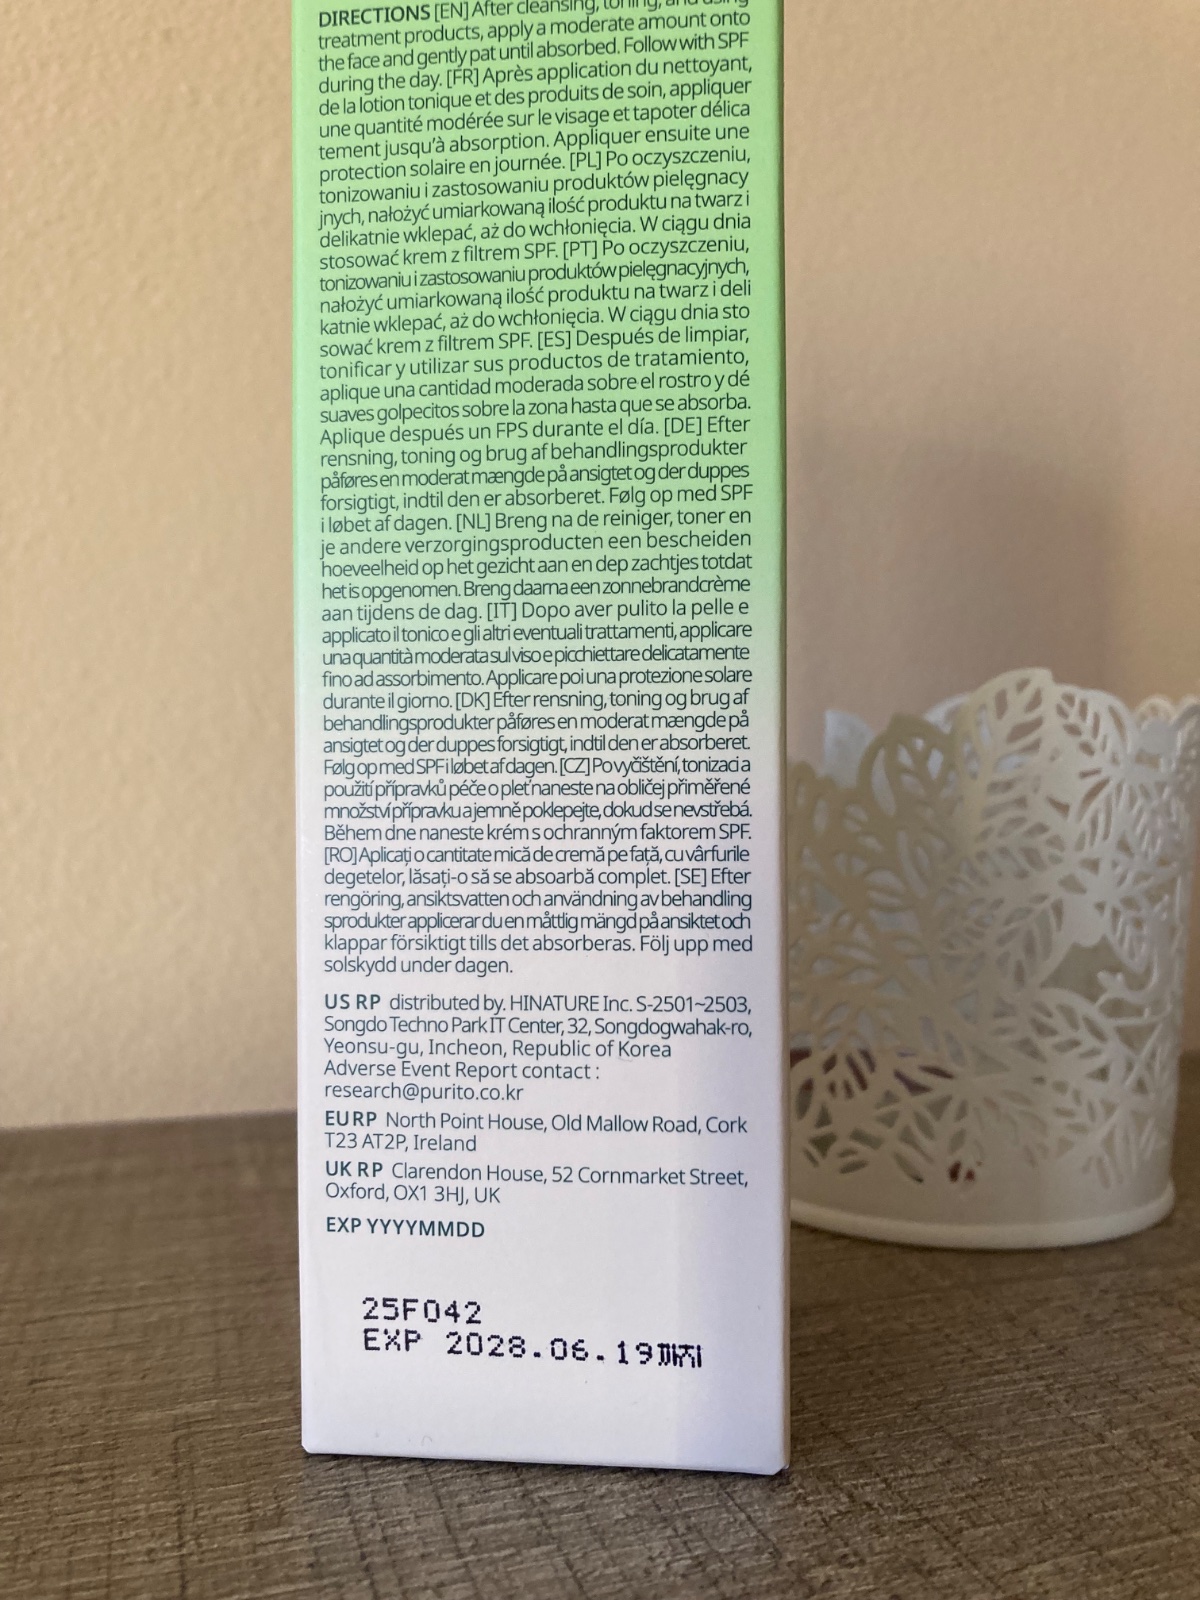 DIRECTIONS [EN] After cleansing, toning, and using
treatment products, apply a moderate amount onto
the face and gently pat until absorbed. Follow with SPF
during the day. [FR] Après application du nettoyant,
de la lotion tonique et des produits de soin, appliquer
une quantité modérée sur le visage et tapoter délica
tement jusqu'à absorption. Appliquer ensuite une
protection solaire en journée. [PL] Po oczyszczeniu,
tonizowaniu i zastosowaniu produktów pielęgnacy
jnych, nałożyć umiarkowaną ilość produktu na twarz i
delikatnie wklepać, aż do wchłonięcia. W ciągu dnia
stosować krem z filtrem SPF. [PT] Po oczyszczeniu,
tonizowaniu i zastosowaniu produktów pielęgnacyjnych,
nałożyć umiarkowaną ilość produktu na twarz i deli
katnie wklepać, aż do wchłonięcia. W ciągu dnia sto
sować krem z filtrem SPF. [ES] Después de limpiar,
tonificar y utilizar sus productos de tratamiento,
aplique una cantidad moderada sobre el rostro y dé
suaves golpecitos sobre la zona hasta que se absorba.
Aplique después un FPS durante el día. [DE] Efter
rensning, toning og brug af behandlingsprodukter
påføres en moderat mængde på ansigtet og der duppes
forsigtigt, indtil den er absorberet. Følg op med SPF
i løbet af dagen. [NL] Breng na de reiniger, toner en
je andere verzorgingsproducten een bescheiden
hoeveelheid op het gezicht aan en dep zachtjes totdat
het is opgenomen. Breng daarna een zonnebrandcrème
aan tijdens de dag. [IT] Dopo aver pulito la pelle e
applicato il tonico e gli altri eventuali trattamenti, applicare
una quantità moderata sul viso e picchiettare delicatamente
fino ad assorbimento. Applicare poi una protezione solare
durante il giorno. [DK] Efter rensning, toning og brug af
behandlingsprodukter påføres en moderat mængde på
ansigtet og der duppes forsigtigt, indtil den er absorberet.
Følg op med SPF i løbet af dagen. [CZ] Po vyčištění, tonizaci a
použití přípravků péče o pleť naneste na obličej přiměřené
množství přípravku a jemně poklepejte, dokud se nevstřebá.
Během dne naneste krém s ochranným faktorem SPF.
[RO] Aplicați o cantitate mică de cremă pe față, cu vârfurile
degetelor, lăsați-o să se absoarbă complet. [SE] Efter
rengöring, ansiktsvatten och användning av behandling
sprodukter applicerar du en måttlig mängd på ansiktet och
klappar försiktigt tills det absorberas. Följ upp med
solskydd under dagen.
US RP distributed by. HINATURE Inc. S-2501~2503,
Songdo Techno Park IT Center, 32, Songdogwahak-ro,
Yeonsu-gu, Incheon, Republic of Korea
Adverse Event Report contact :
research@purito.co.kr
EU RP North Point House, Old Mallow Road, Cork
T23 AT2P, Ireland
UK RP Clarendon House, 52 Cornmarket Street,
Oxford, OX1 3HJ, UK
EXP YYYYMMDD
25F042
EXP 2028.06.19까지